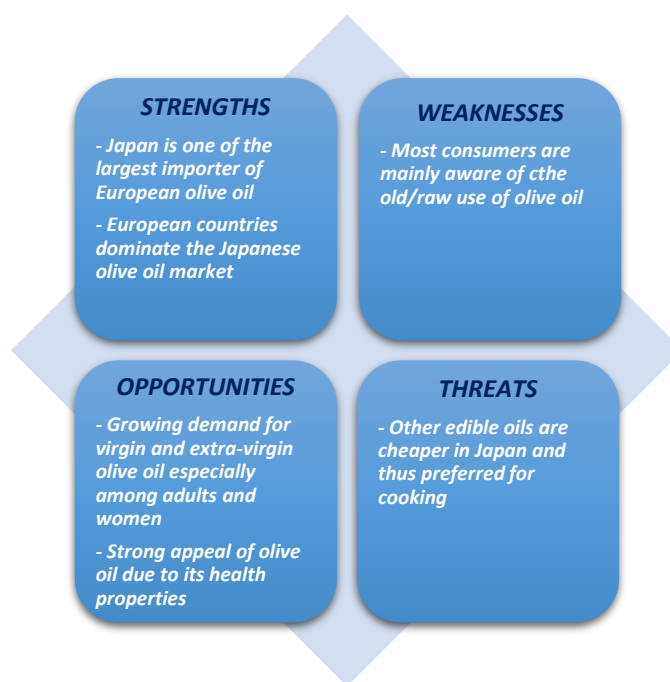 STRENGTHS
- Japan is one of the
largest importer of
European olive oil
- European countries
dominate the Japanese
olive oil market
WEAKNESSES
- Most consumers are
mainly aware of cthe
old/raw use of olive oil
OPPORTUNITIES
- Growing demand for
virgin and extra-virgin
olive oil especially
among adults and
women
- Strong appeal of olive
oil due to its health
properties
THREATS
- Other edible oils are
cheaper in Japan and
thus preferred for
cooking